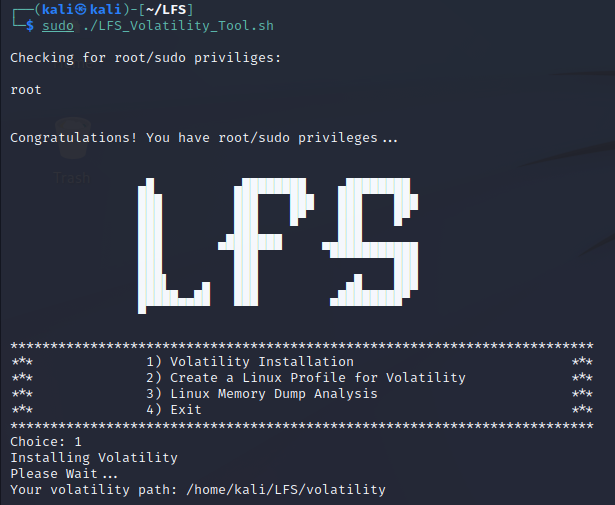 ┌──(kali㉿kali)-[~/LFS]
└─$ sudo ./LFS_Volatility_Tool.sh
Checking for root/sudo priviliges:
root
Congratulations! You have root/sudo privileges...
Trash
LFS
*************************************************************************
***              1) Volatility Installation                           ***
***              2) Create a Linux Profile for Volatility             ***
***              3) Linux Memory Dump Analysis                        ***
***              4) Exit                                              ***
*************************************************************************
Choice: 1
Installing Volatility
Please Wait...
Your volatility path: /home/kali/LFS/volatility